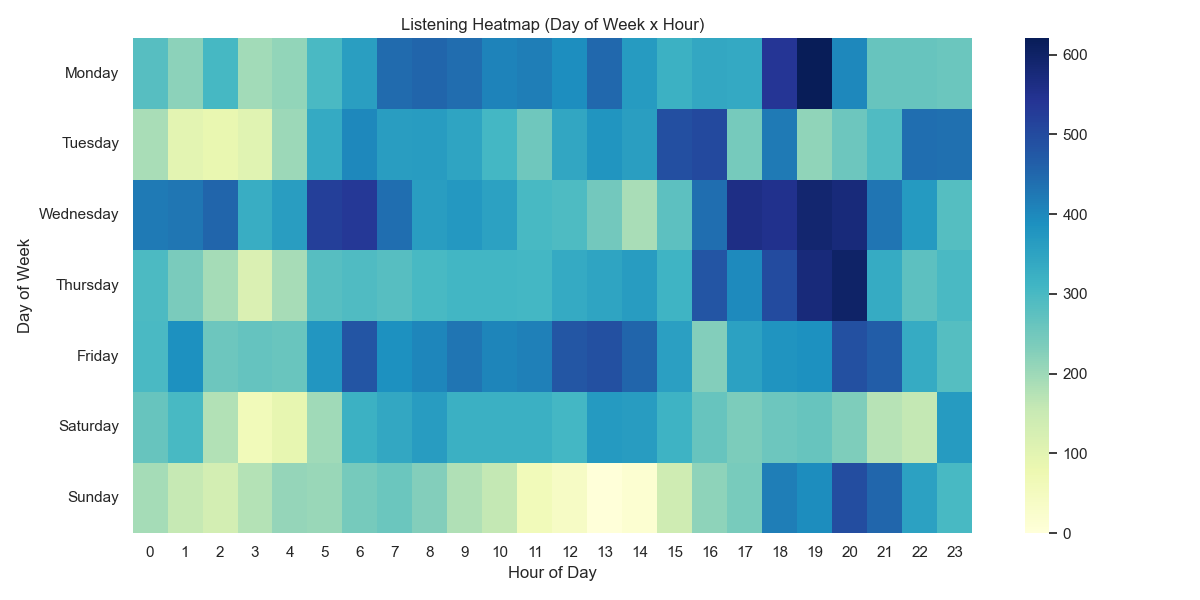 Listening Heatmap (Day of Week x Hour)
Day of Week
Monday
Tuesday
Wednesday
Thursday
Friday
Saturday
Sunday
0 1 2 3 4 5 6 7 8 9 10 11 12 13 14 15 16 17 18 19 20 21 22 23
Hour of Day
600
500
400
300
200
100
0